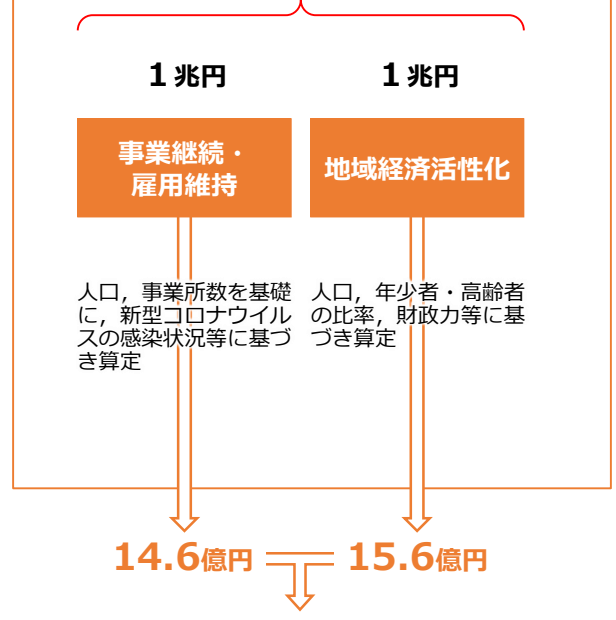 1兆円
1兆円
事業継続・
雇用維持
地域経済活性化
人口，事業所数を基礎
に，新型コロナウイル
スの感染状況等に基づ
き算定
人口，年少者・高齢者
の比率，財政力等に基
づき算定
14.6億円
15.6億円